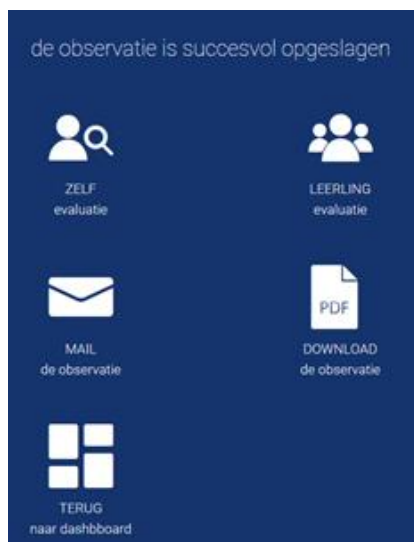 de observatie is succesvol opgeslagen
ZELF
evaluatie
LEERLING
evaluatie
MAIL
de observatie
PDF
DOWNLOAD
de observatie
TERUG
naar dashbboard